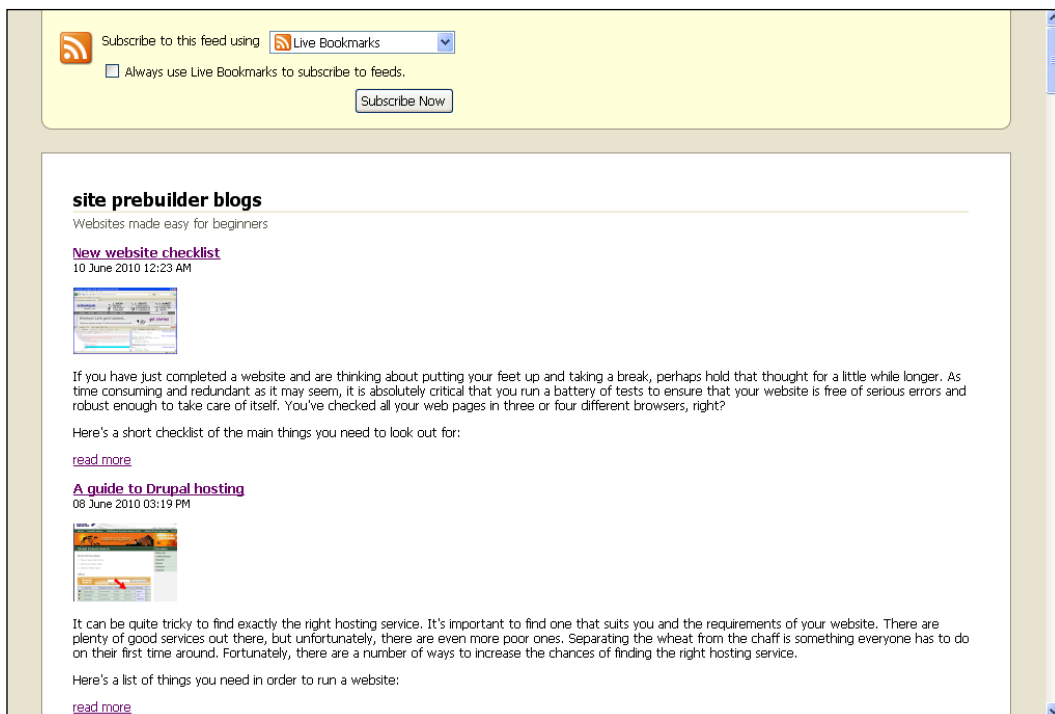 Subscribe to this feed using Live Bookmarks
Always use Live Bookmarks to subscribe to feeds.
Subscribe Now
site prebuilder blogs
Websites made easy for beginners
New website checklist
10 June 2010 12:23 AM
If you have just completed a website and are thinking about putting your feet up and taking a break, perhaps hold that thought for a little while longer. As
time consuming and redundant as it may seem, it is absolutely critical that you run a battery of tests to ensure that your website is free of serious errors and
robust enough to take care of itself. You've checked all your web pages in three or four different browsers, right?
Here's a short checklist of the main things you need to look out for:
read more
A guide to Drupal hosting
08 June 2010 03:19 PM
It can be quite tricky to find exactly the right hosting service. It's important to find one that suits you and the requirements of your website. There are
plenty of good services out there, but unfortunately, there are even more poor ones. Separating the wheat from the chaff is something everyone has to do
on their first time around. Fortunately, there are a number of ways to increase the chances of finding the right hosting service.
Here's a list of things you need in order to run a website:
read more